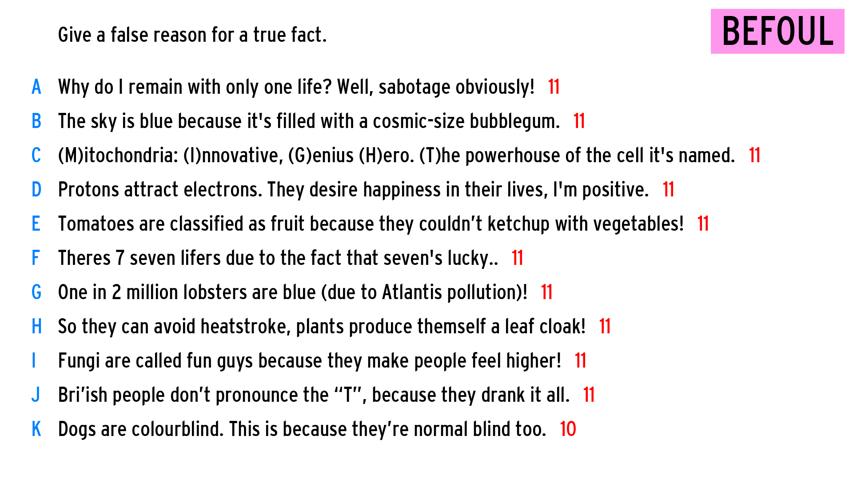 Give a false reason for a true fact.
BEFOUL
A Why do I remain with only one life? Well, sabotage obviously! 11
B The sky is blue because it's filled with a cosmic-size bubblegum. 11
C (M)itochondria: (I)nnovative, (G)enius (H)ero. (T)he powerhouse of the cell it's named. 11
D Protons attract electrons. They desire happiness in their lives, I'm positive. 11
E Tomatoes are classified as fruit because they couldn’t ketchup with vegetables! 11
F Theres 7 seven lifers due to the fact that seven's lucky.. 11
G One in 2 million lobsters are blue (due to Atlantis pollution)! 11
H So they can avoid heatstroke, plants produce themself a leaf cloak! 11
I Fungi are called fun guys because they make people feel higher! 11
J Bri’ish people don’t pronounce the “T”, because they drank it all. 11
K Dogs are colourblind. This is because they’re normal blind too. 10